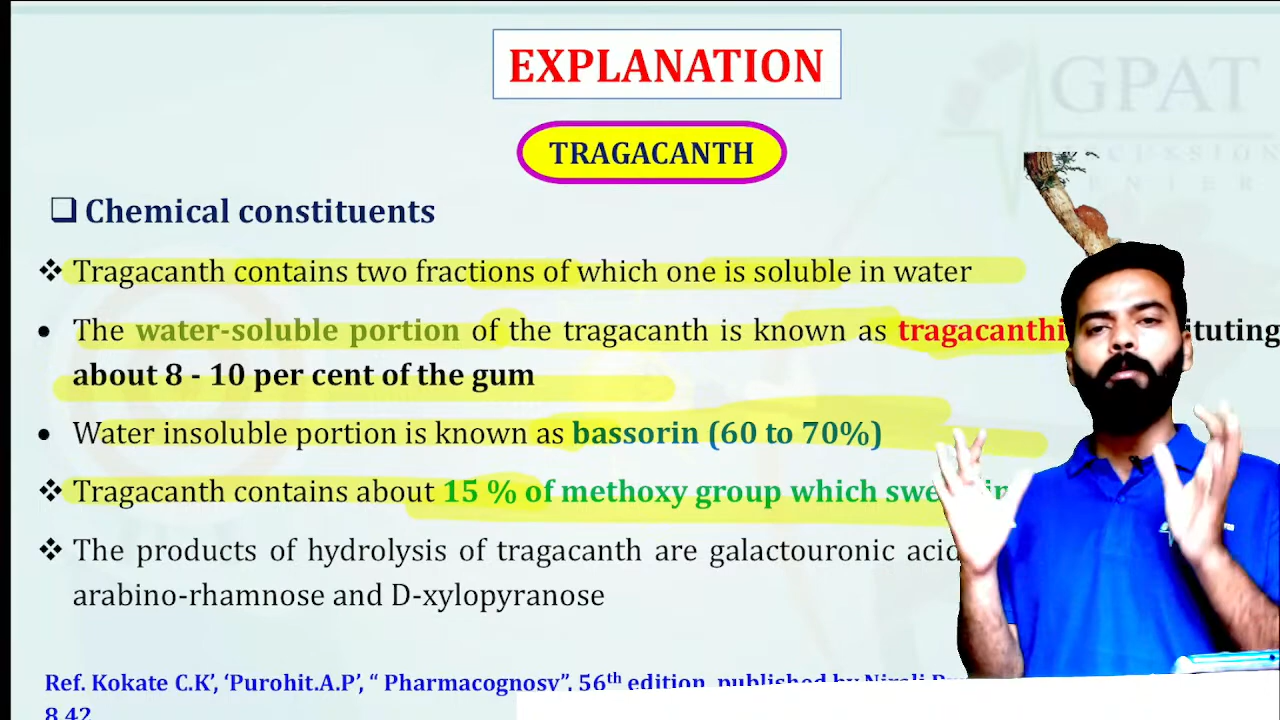 EXPLANATION
GPAT
TRAGACANTH
❑ Chemical constituents
❖ Tragacanth contains two fractions of which one is soluble in water
• The water-soluble portion of the tragacanth is known as
about 8 - 10 per cent of the gum
• Water insoluble portion is known as bassorin (60 to 70%)
❖ Tragacanth contains about 15 % of methoxy group which
❖ The products of hydrolysis of tragacanth are galactouronic
arabino-rhamnose and D-xylopyranose
Ref. Kokate C.K’, ‘Purohit.A.P’, “ Pharmacognosy”, 56th edition, published by Nirali
8.42